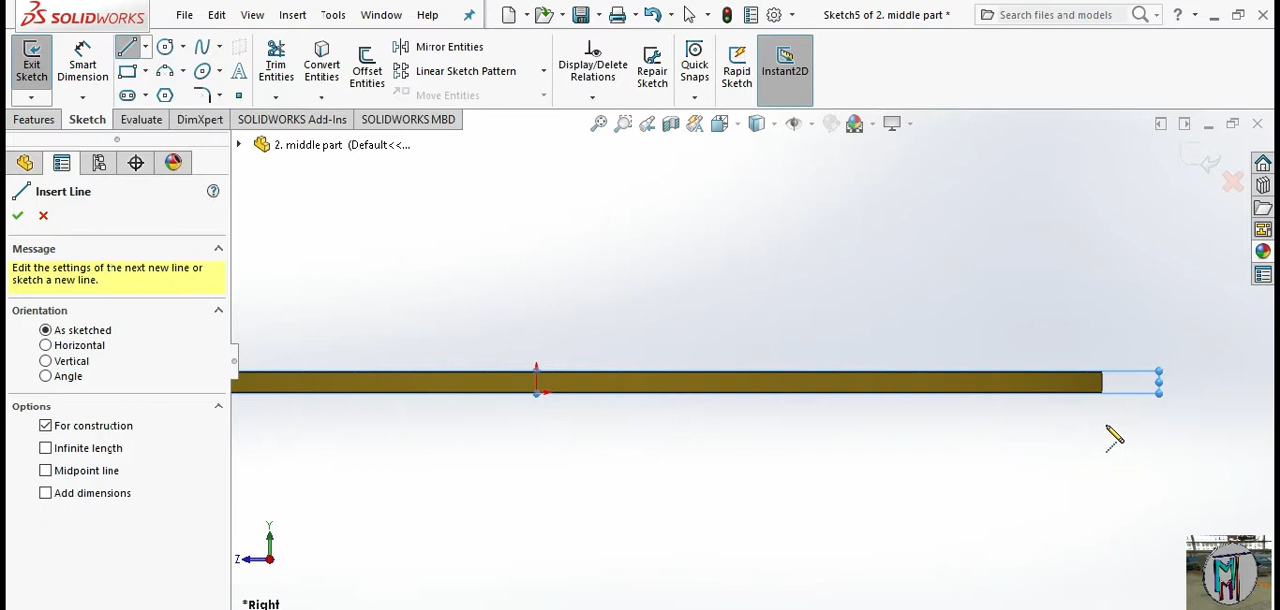 SOLIDWORKS
File Edit View Insert Tools Window Help
Sketch5 of 2. middle part *
Search files and models
?
Exit Sketch
Smart Dimension
Trim Entities
Convert Entities
Offset Entities
Mirror Entities
Linear Sketch Pattern
Move Entities
Display/Delete Relations
Repair Sketch
Quick Snaps
Rapid Sketch
Instant2D
Features Sketch Evaluate DimXpert SOLIDWORKS Add-Ins SOLIDWORKS MBD
2. middle part (Default<<...
Insert Line
?
Message
Edit the settings of the next new line or
sketch a new line.
Orientation
As sketched
Horizontal
Vertical
Angle
Options
For construction
Infinite length
Midpoint line
Add dimensions
Y
Z
*Right